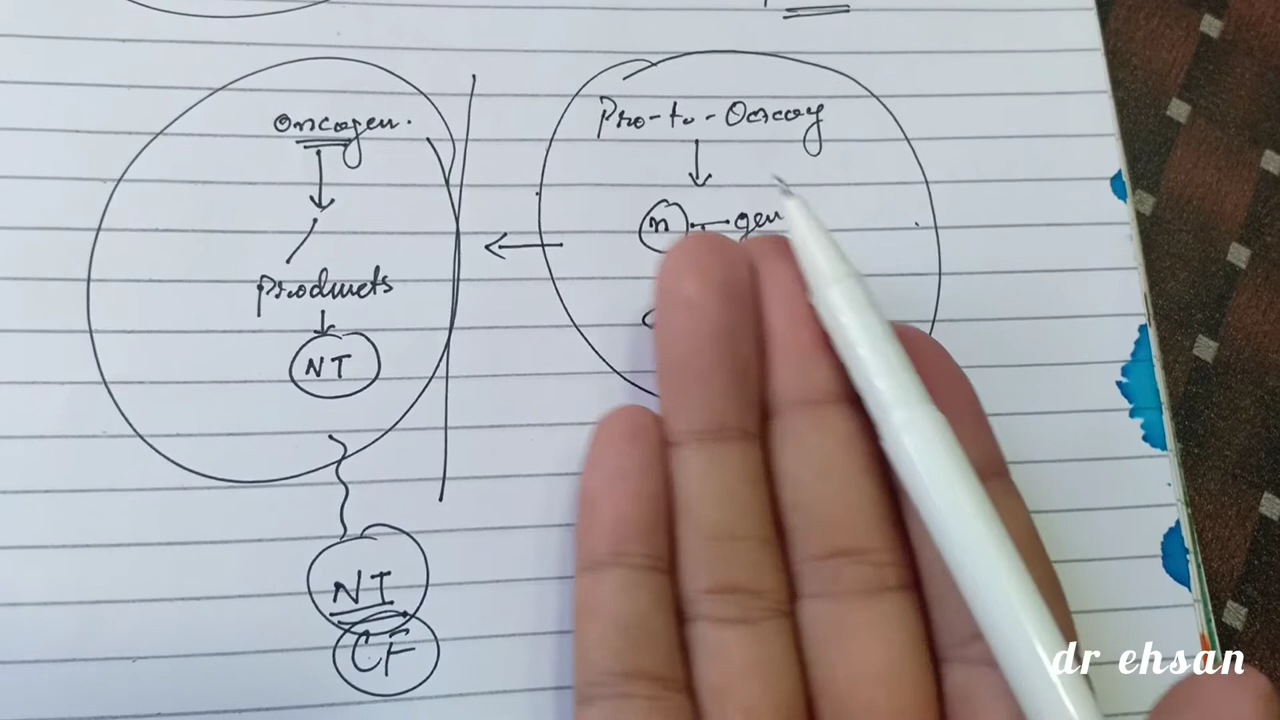 Oncogen.
Products
NT
NT
CF
Pro-to-Oncog
n
gen
dr ehsan